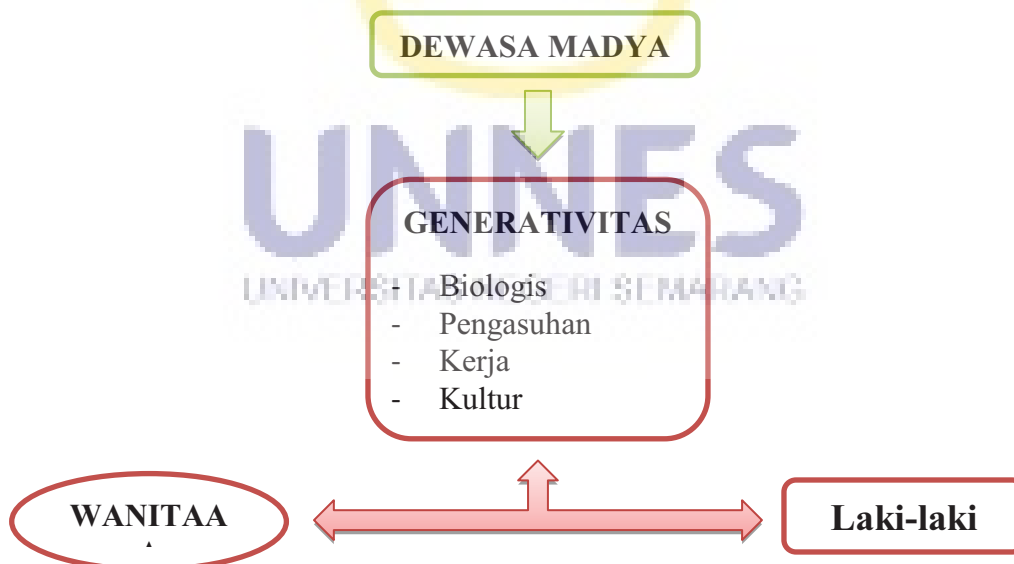 DEWASA MADYA
UNNES
GENERATIVITAS
UNIVERSITAS NEGERI SEMARANG
- Biologis
- Pengasuhan
- Kerja
- Kultur
WANITAA
Laki-laki